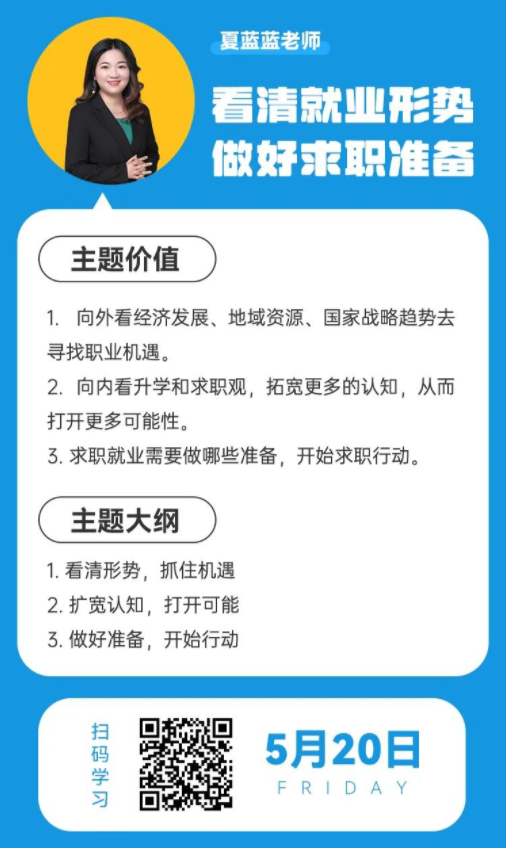 夏蓝蓝老师
看清就业形势
做好求职准备
主题价值
1. 向外看经济发展、地域资源、国家战略趋势去
寻找职业机遇。
2. 向内看升学和求职观，拓宽更多的认知，从而
打开更多可能性。
3. 求职就业需要做哪些准备，开始求职行动。
主题大纲
1. 看清形势，抓住机遇
2. 扩宽认知，打开可能
3. 做好准备，开始行动
扫码学习
5月20日
FRIDAY